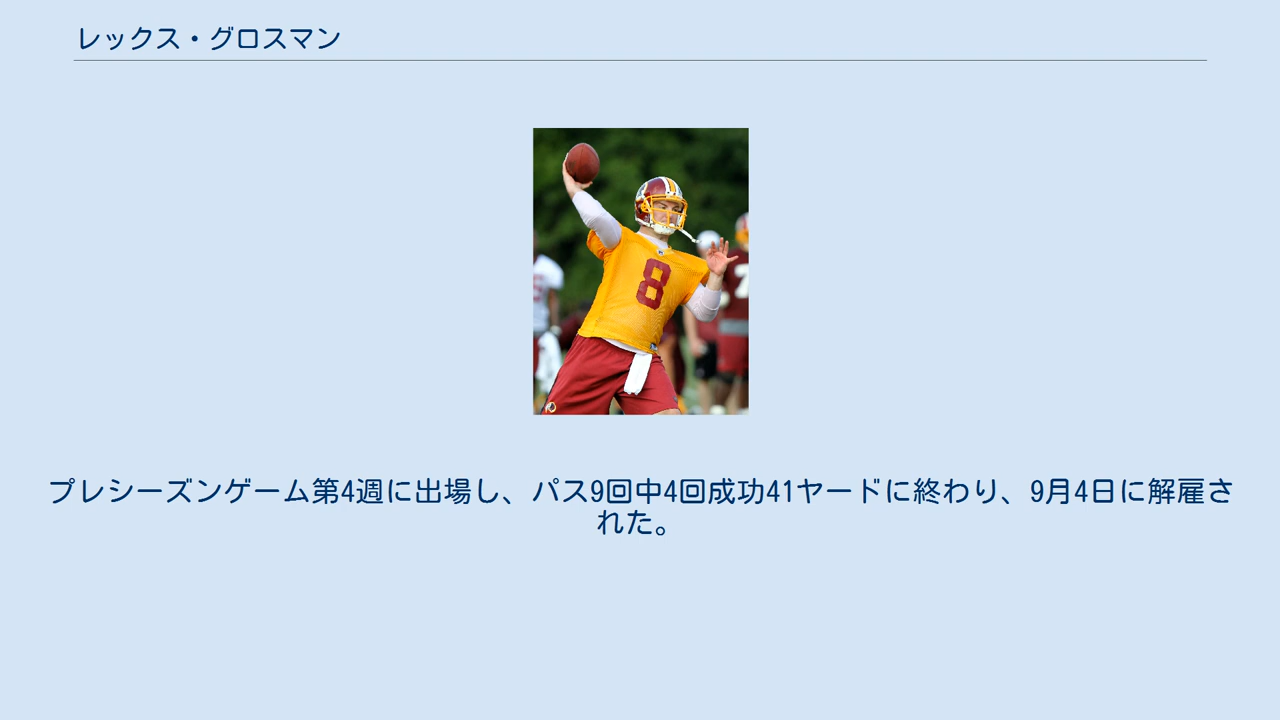 レックス・グロスマン
8
プレシーズンゲーム第4週に出場し、パス9回中4回成功41ヤードに終わり、9月4日に解雇さ
れた。